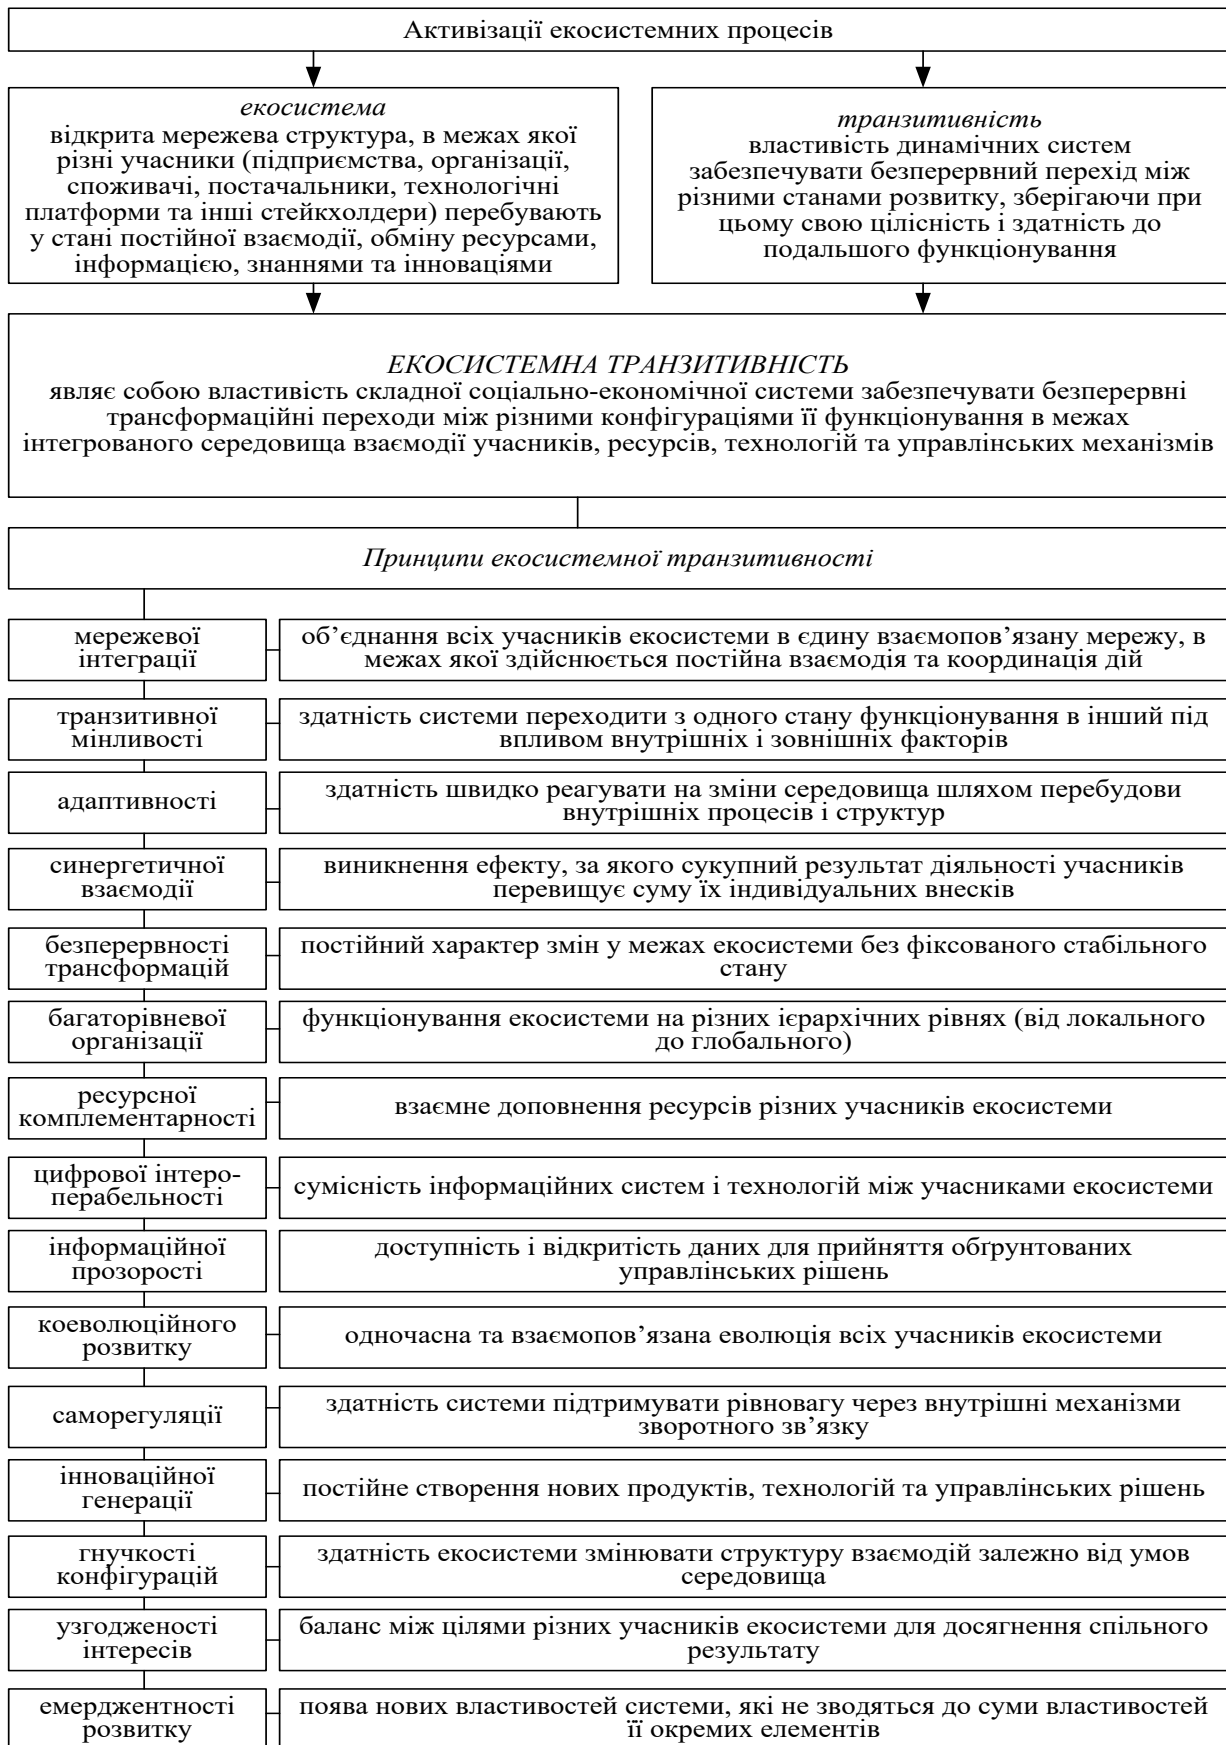 Активізації екосистемних процесів
екосистема
відкрита мережева структура, в межах якої
різні учасники (підприємства, організації,
споживачі, постачальники, технологічні
платформи та інші стейкхолдери) перебувають
у стані постійної взаємодії, обміну ресурсами,
інформацією, знаннями та інноваціями
транзитивність
властивість динамічних систем
забезпечувати безперервний перехід між
різними станами розвитку, зберігаючи при
цьому свою цілісність і здатність до
подальшого функціонування
ЕКОСИСТЕМНА ТРАНЗИТИВНІСТЬ
являє собою властивість складної соціально-економічної системи забезпечувати безперервні
трансформаційні переходи між різними конфігураціями її функціонування в межах
інтегрованого середовища взаємодії учасників, ресурсів, технологій та управлінських механізмів
Принципи екосистемної транзитивності
мережевої
інтеграції
об’єднання всіх учасників екосистеми в єдину взаємопов’язану мережу, в
межах якої здійснюється постійна взаємодія та координація дій
транзитивної
мінливості
здатність системи переходити з одного стану функціонування в інший під
впливом внутрішніх і зовнішніх факторів
адаптивності
здатність швидко реагувати на зміни середовища шляхом перебудови
внутрішніх процесів і структур
синергетичної
взаємодії
виникнення ефекту, за якого сукупний результат діяльності учасників
перевищує суму їх індивідуальних внесків
безперервності
трансформацій
постійний характер змін у межах екосистеми без фіксованого стабільного
стану
багаторівневої
організації
функціонування екосистеми на різних ієрархічних рівнях (від локального
до глобального)
ресурсної
комплементарності
взаємне доповнення ресурсів різних учасників екосистеми
цифрової інтеро-
перабельності
сумісність інформаційних систем і технологій між учасниками екосистеми
інформаційної
прозорості
доступність і відкритість даних для прийняття обґрунтованих
управлінських рішень
коеволюційного
розвитку
одночасна та взаємопов’язана еволюція всіх учасників екосистеми
саморегуляції
здатність системи підтримувати рівновагу через внутрішні механізми
зворотного зв’язку
інноваційної
генерації
постійне створення нових продуктів, технологій та управлінських рішень
гнучкості
конфігурацій
здатність екосистеми змінювати структуру взаємодій залежно від умов
середовища
узгодженості
інтересів
баланс між цілями різних учасників екосистеми для досягнення спільного
результату
емерджентності
розвитку
поява нових властивостей системи, які не зводяться до суми властивостей
її окремих елементів